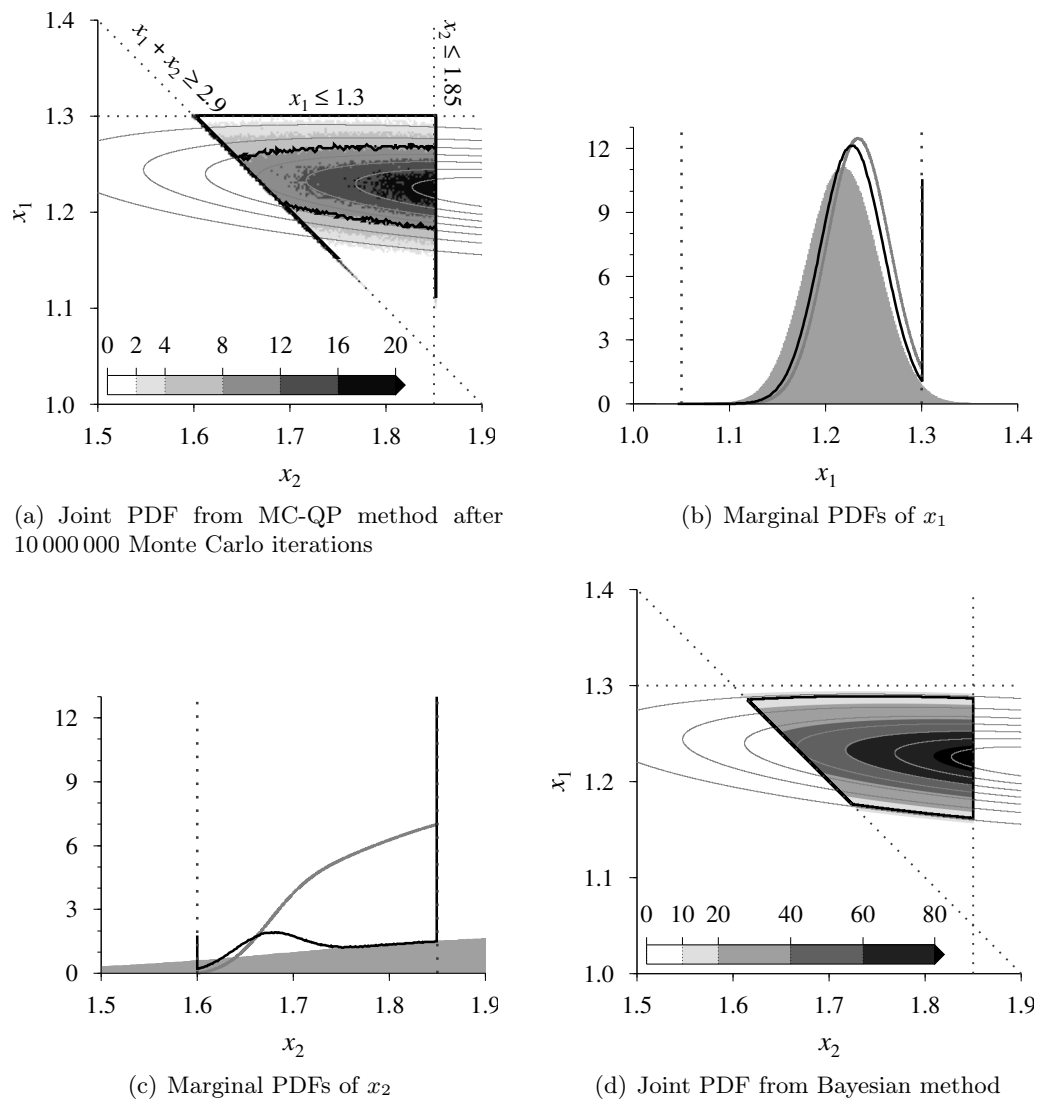 1.4
1.3
1.2
1.1
1.0
x₁
x₁ + x₂ ≥ 2.9
x₁ ≤ 1.3
x₂ ≤ 1.85
0 2 4 8 12 16 20
1.5 1.6 1.7 1.8 1.9
x₂
(a) Joint PDF from MC-QP method after
10 000 000 Monte Carlo iterations
12
9
6
3
0
1.0 1.1 1.2 1.3 1.4
x₁
(b) Marginal PDFs of x₁
12
9
6
3
0
1.5 1.6 1.7 1.8 1.9
x₂
(c) Marginal PDFs of x₂
1.4
1.3
1.2
1.1
1.0
x₁
0 10 20 40 60 80
1.5 1.6 1.7 1.8 1.9
x₂
(d) Joint PDF from Bayesian method